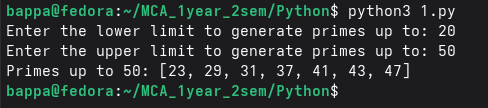 bappa@fedora:~/MCA_1year_2sem/Python$ python3 1.py
Enter the lower limit to generate primes up to: 20
Enter the upper limit to generate primes up to: 50
Primes up to 50: [23, 29, 31, 37, 41, 43, 47]
bappa@fedora:~/MCA_1year_2sem/Python$